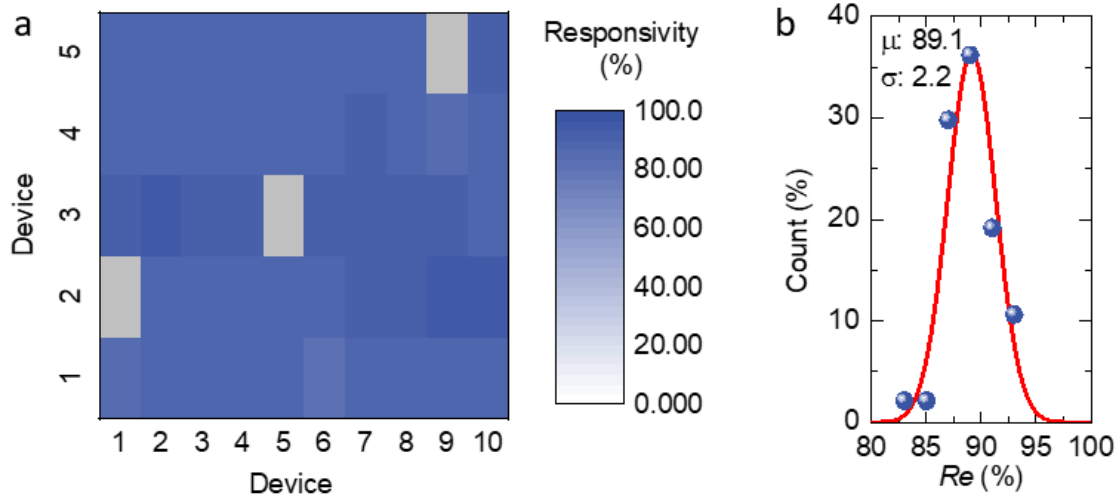 a
Responsivity
(%)
100.0
80.00
60.00
40.00
20.00
0.000
Device
5
4
3
2
1
1 2 3 4 5 6 7 8 9 10
Device
b
μ: 89.1
σ: 2.2
Count (%)
40
30
20
10
0
80 85 90 95 100
Re (%)